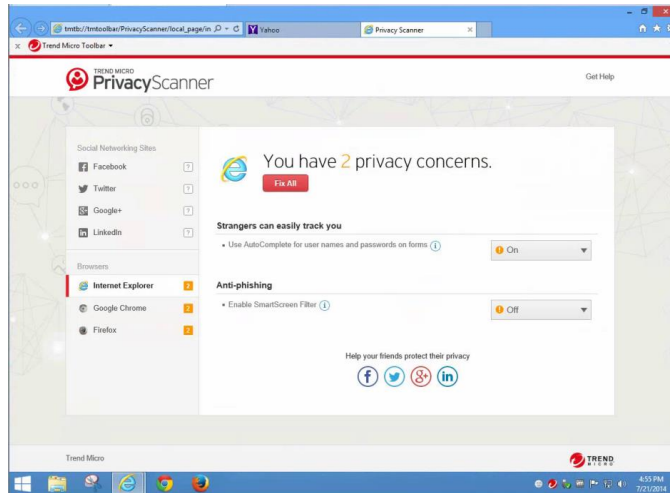 tmtb://tmtoolbar/PrivacyScanner/local_page/in
Yahoo
Privacy Scanner
x Trend Micro Toolbar
TREND MICRO
PrivacyScanner
Get Help
Social Networking Sites
Facebook ?
Twitter ?
Google+ ?
LinkedIn ?
Browsers
Internet Explorer 2
Google Chrome 2
Firefox 2
You have 2 privacy concerns.
Fix All
Strangers can easily track you
• Use AutoComplete for user names and passwords on forms i
On
Anti-phishing
• Enable SmartScreen Filter i
Off
Help your friends protect their privacy
Trend Micro
TREND
MICRO
4:55 PM
7/21/2014